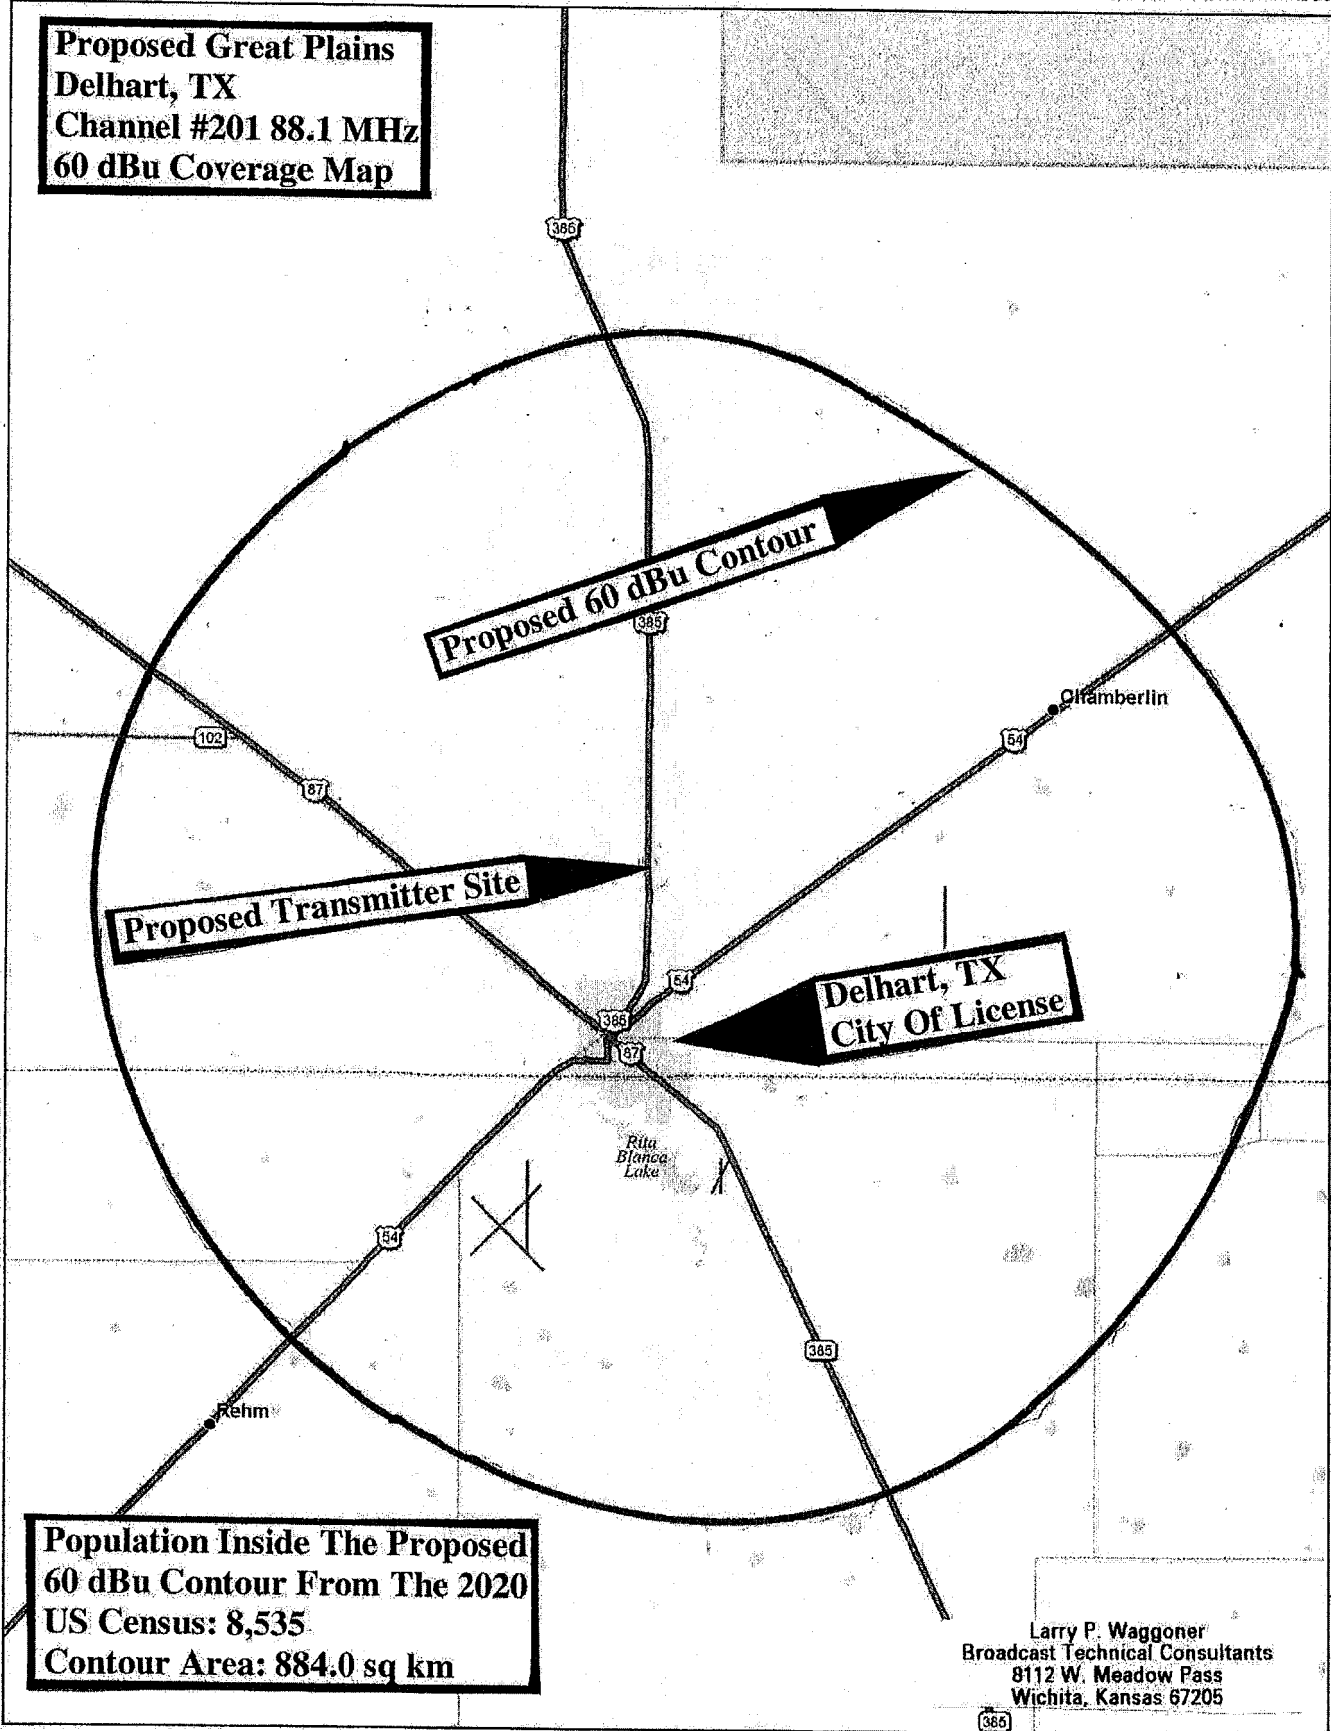 Proposed Great Plains
Delhart, TX
Channel #201 88.1 MHz
60 dBu Coverage Map
385
Proposed 60 dBu Contour
385
Chamberlin
102
54
87
Proposed Transmitter Site
54
Delhart, TX
City Of License
385
87
Rita
Blanca
Lake
54
385
Rehm
Population Inside The Proposed
60 dBu Contour From The 2020
US Census: 8,535
Contour Area: 884.0 sq km
Larry P. Waggoner
Broadcast Technical Consultants
8112 W. Meadow Pass
Wichita, Kansas 67205
385